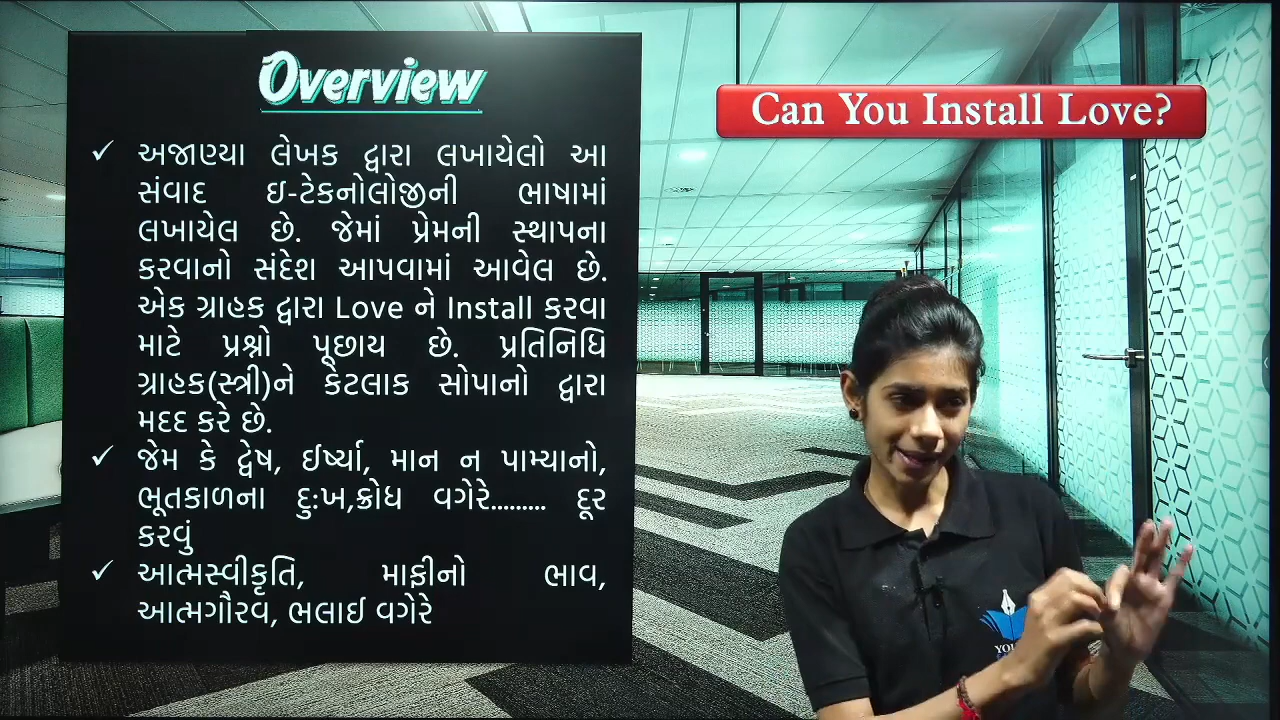 Overview
Can You Install Love?
✓ અજાણ્યા લેખક દ્વારા લખાયેલો આ
સંવાદ ઇ-ટેકનોલોજીની ભાષામાં
લખાયેલ છે. જેમાં પ્રેમની સ્થાપના
કરવાનો સંદેશ આપવામાં આવેલ છે.
એક ગ્રાહક દ્વારા Love ને Install કરવા
માટે પ્રશ્નો પૂછાય છે. પ્રતિનિધિ
ગ્રાહક(સ્ત્રી)ને કેટલાક સોપાનો દ્વારા
મદદ કરે છે.
✓ જેમ કે દ્વેષ, ઈર્ષ્યા, માન ન પામ્યાનો,
ભૂતકાળના દુઃખ,ક્રોધ વગેરે......... દૂર
કરવું
✓ આત્મસ્વીકૃતિ, માફીનો ભાવ,
આત્મગૌરવ, ભલાઈ વગેરે